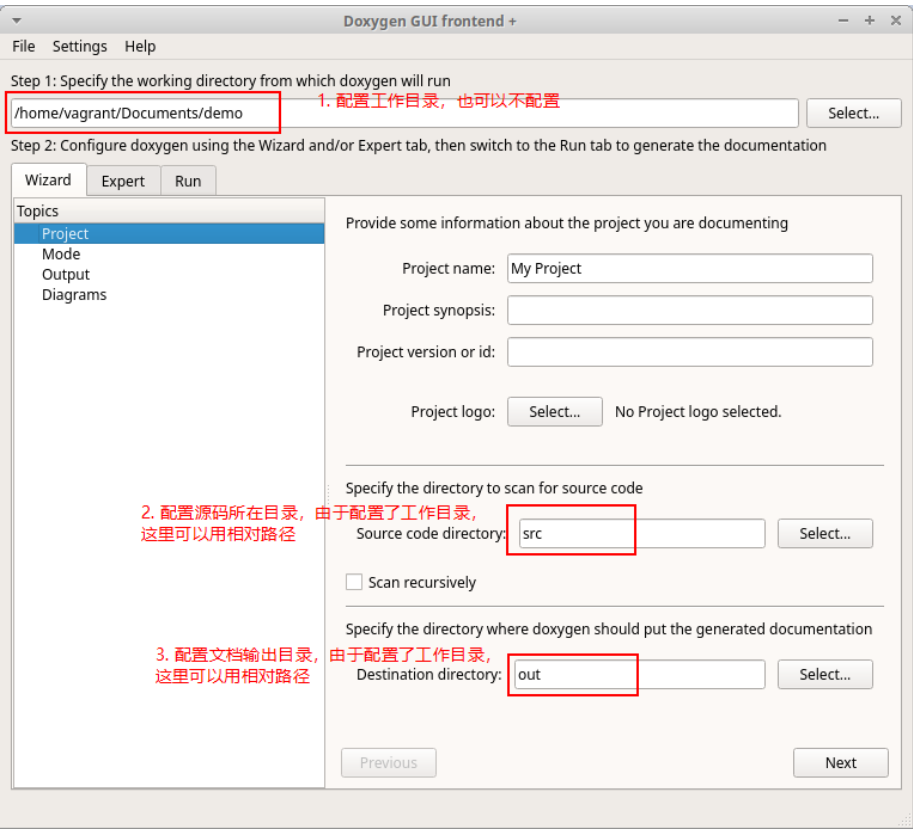 Doxygen GUI frontend +
File Settings Help
Step 1: Specify the working directory from which doxygen will run
1. 配置工作目录，也可以不配置
/home/vagrant/Documents/demo
Select...
Step 2: Configure doxygen using the Wizard and/or Expert tab, then switch to the Run tab to generate the documentation
Wizard Expert Run
Topics
Project
Mode
Output
Diagrams
Provide some information about the project you are documenting
Project name: My Project
Project synopsis:
Project version or id:
Project logo: Select... No Project logo selected.
Specify the directory to scan for source code
2. 配置源码所在目录，由于配置了工作目录，
这里可以用相对路径
Source code directory: src Select...
Scan recursively
Specify the directory where doxygen should put the generated documentation
3. 配置文档输出目录，由于配置了工作目录，
这里可以用相对路径
Destination directory: out Select...
Previous Next